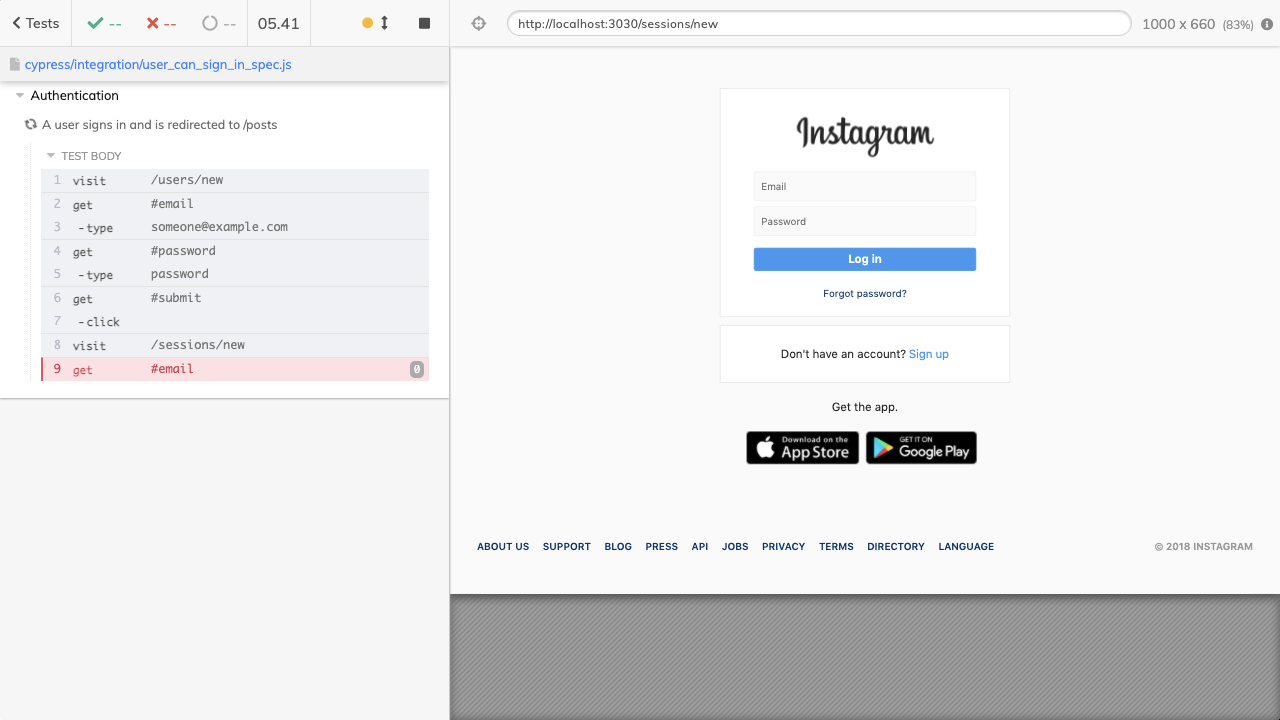 Tests -- -- -- 05.41
cypress/integration/user_can_sign_in_spec.js
Authentication
A user signs in and is redirected to /posts
TEST BODY
1 visit /users/new
2 get #email
3 -type someone@example.com
4 get #password
5 -type password
6 get #submit
7 -click
8 visit /sessions/new
9 get #email 0
http://localhost:3030/sessions/new 1000 x 660 (83%)
Instagram
Email
Password
Log in
Forgot password?
Don't have an account? Sign up
Get the app.
Download on the
App Store
GET IT ON
Google Play
ABOUT US SUPPORT BLOG PRESS API JOBS PRIVACY TERMS DIRECTORY LANGUAGE © 2018 INSTAGRAM